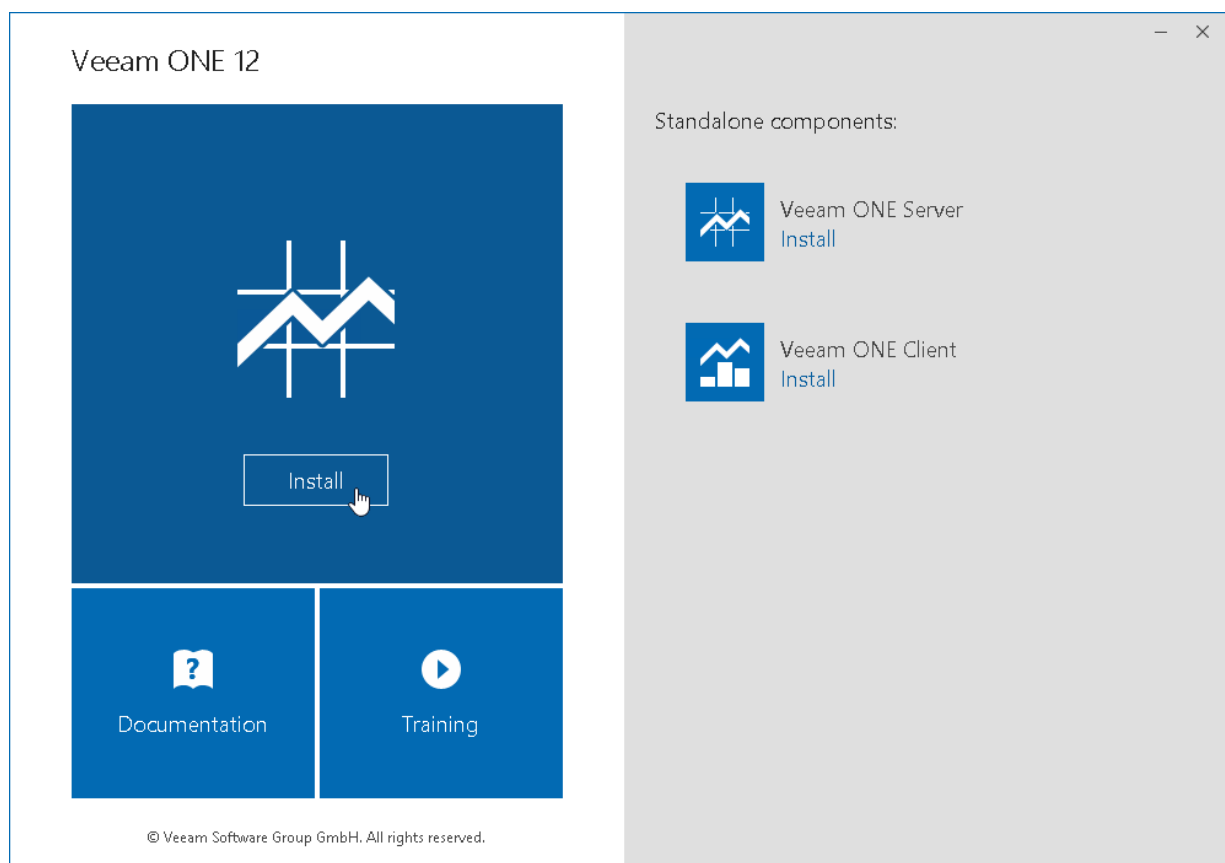 Veeam ONE 12
Install
Documentation
Training
© Veeam Software Group GmbH. All rights reserved.
Standalone components:
Veeam ONE Server
Install
Veeam ONE Client
Install